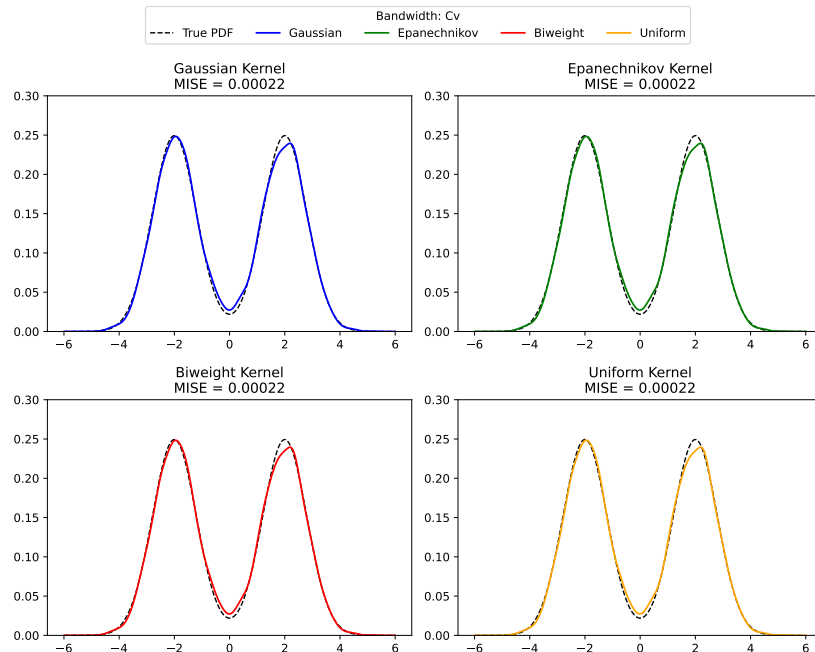 Bandwidth: Cv
True PDF Gaussian Epanechnikov Biweight Uniform
Gaussian Kernel
MISE = 0.00022
Epanechnikov Kernel
MISE = 0.00022
0.30
0.25
0.20
0.15
0.10
0.05
0.00
−6 −4 −2 0 2 4 6
0.30
0.25
0.20
0.15
0.10
0.05
0.00
−6 −4 −2 0 2 4 6
Biweight Kernel
MISE = 0.00022
Uniform Kernel
MISE = 0.00022
0.30
0.25
0.20
0.15
0.10
0.05
0.00
−6 −4 −2 0 2 4 6
0.30
0.25
0.20
0.15
0.10
0.05
0.00
−6 −4 −2 0 2 4 6